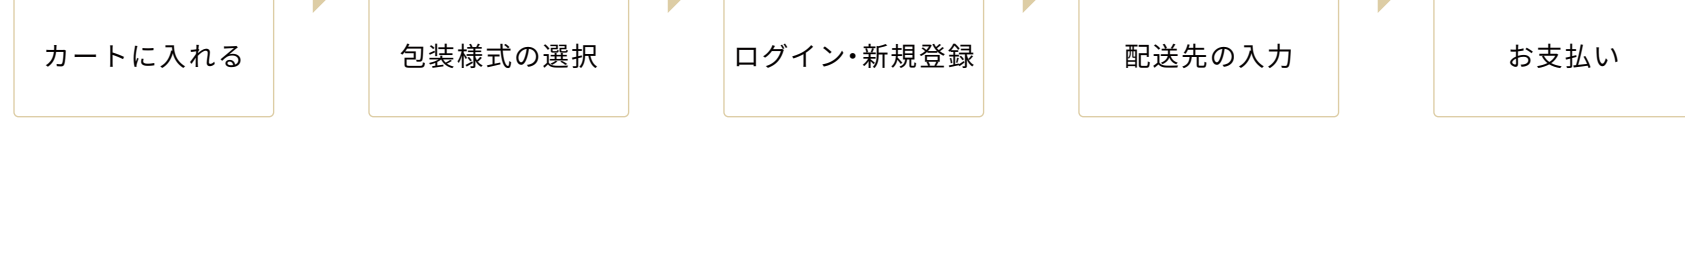 カートに入れる
包装様式の選択
ログイン・新規登録
配送先の入力
お支払い